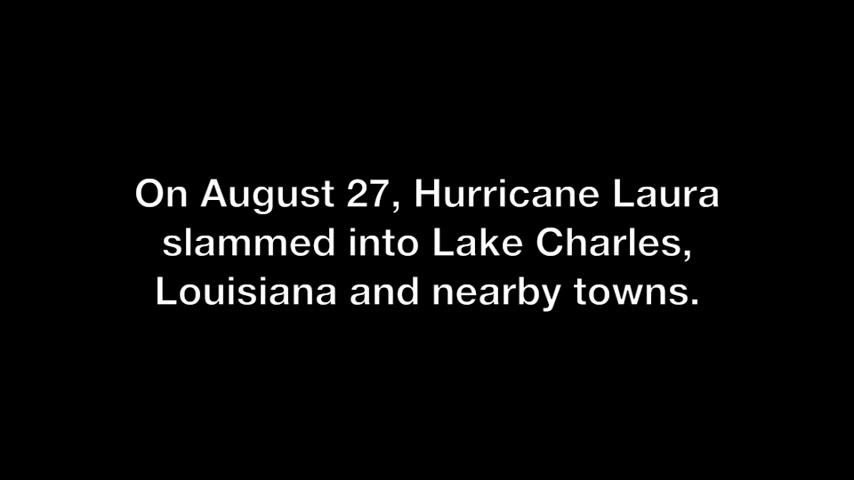 On August 27, Hurricane Laura
slammed into Lake Charles,
Louisiana and nearby towns.